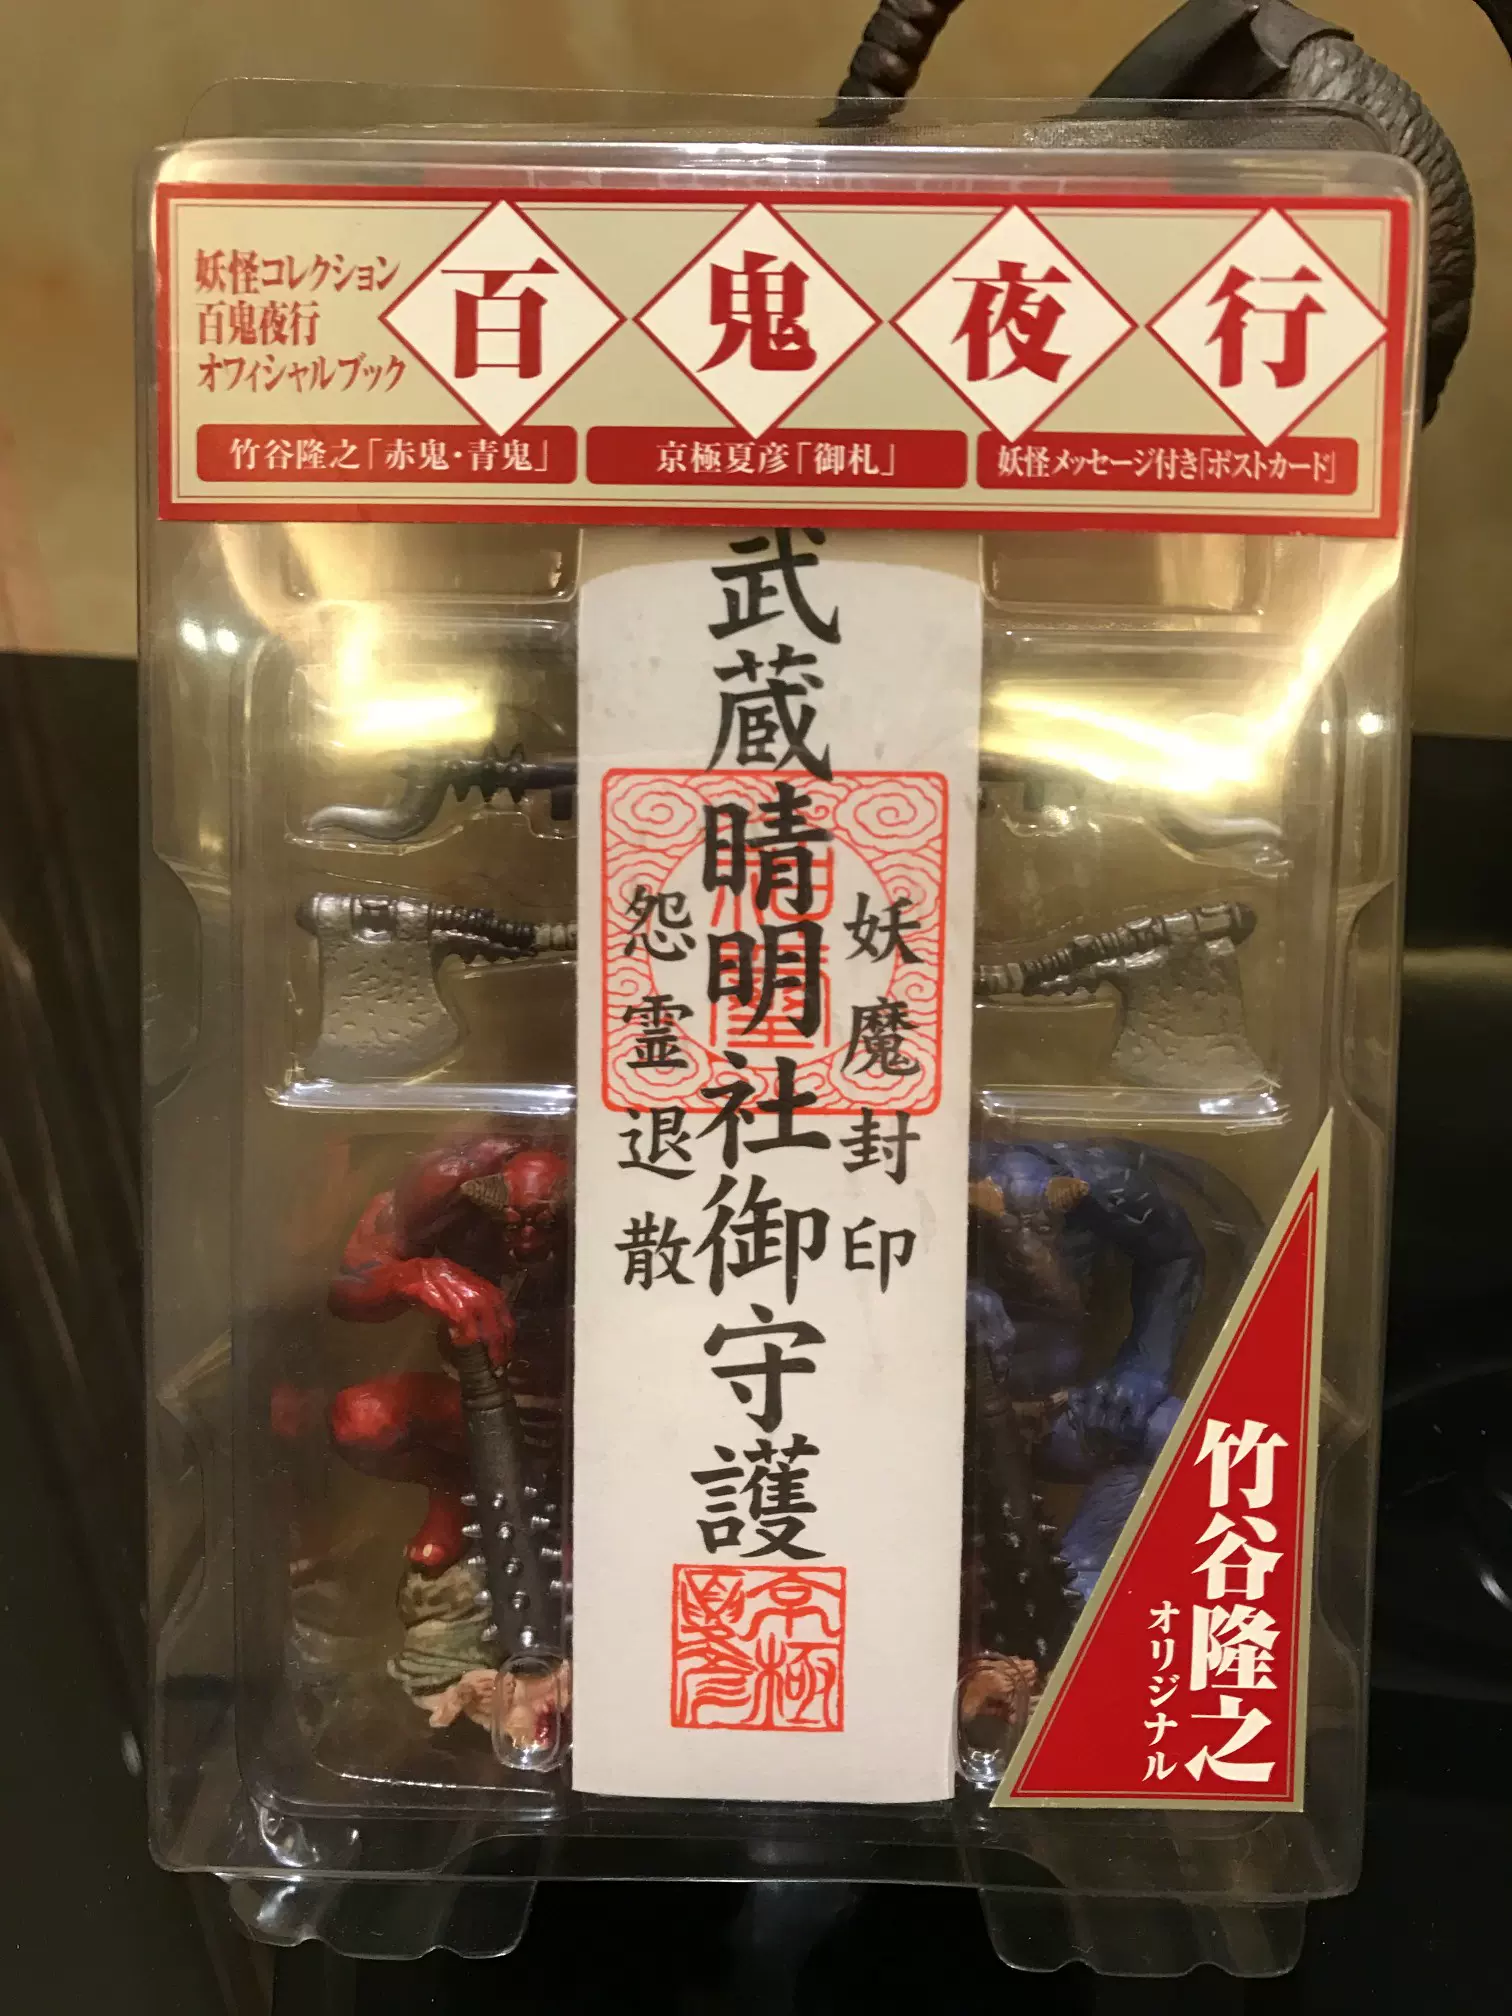 妖怪コレクション
百鬼夜行
オフィシャルブック
百鬼夜行
竹谷隆之「赤鬼・青鬼」
京極夏彦「御札」
妖怪メッセージ付き「ポストカード」
妖魔封印
武蔵晴明社御守護
怨霊退散
京極
夏彦
竹谷隆之
オリジナル